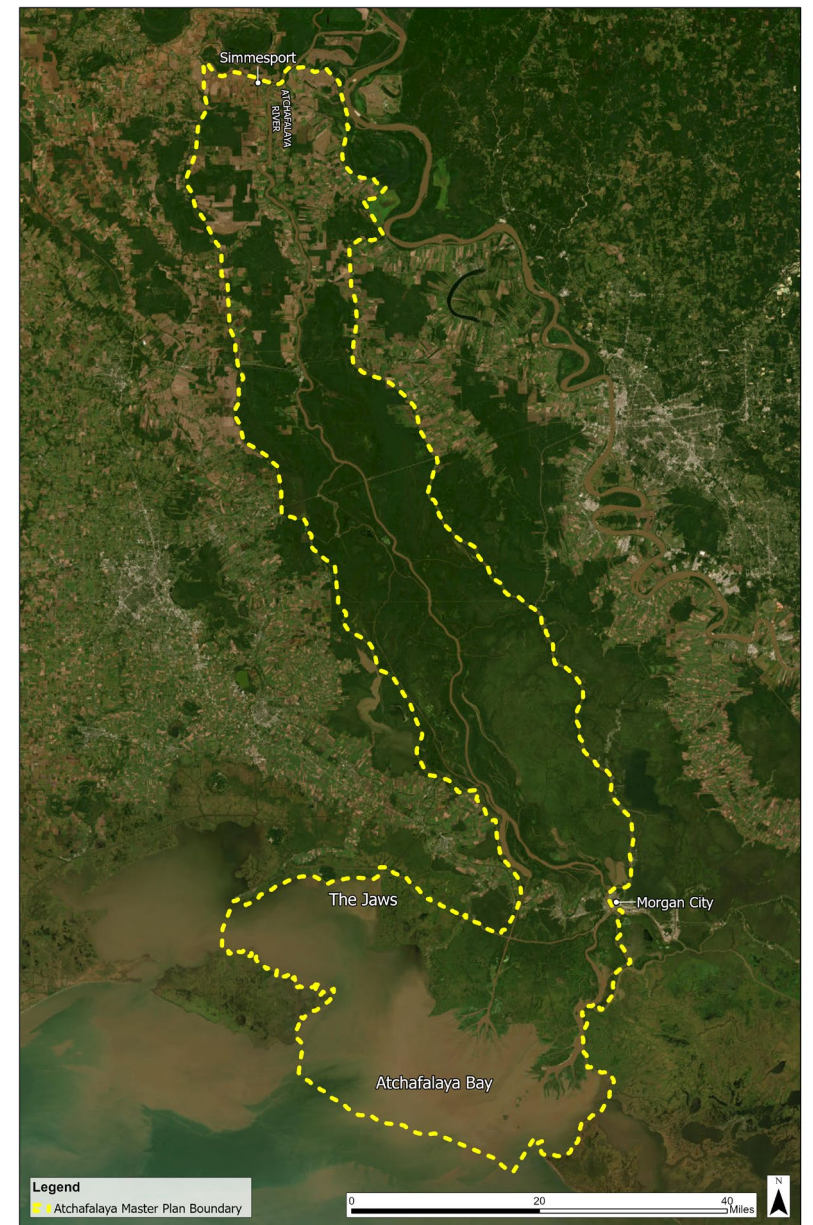 Simmesport
ATCHAFALAYA
RIVER
The Jaws
Morgan City
Atchafalaya Bay
Legend
Atchafalaya Master Plan Boundary
0 20 40
Miles
N